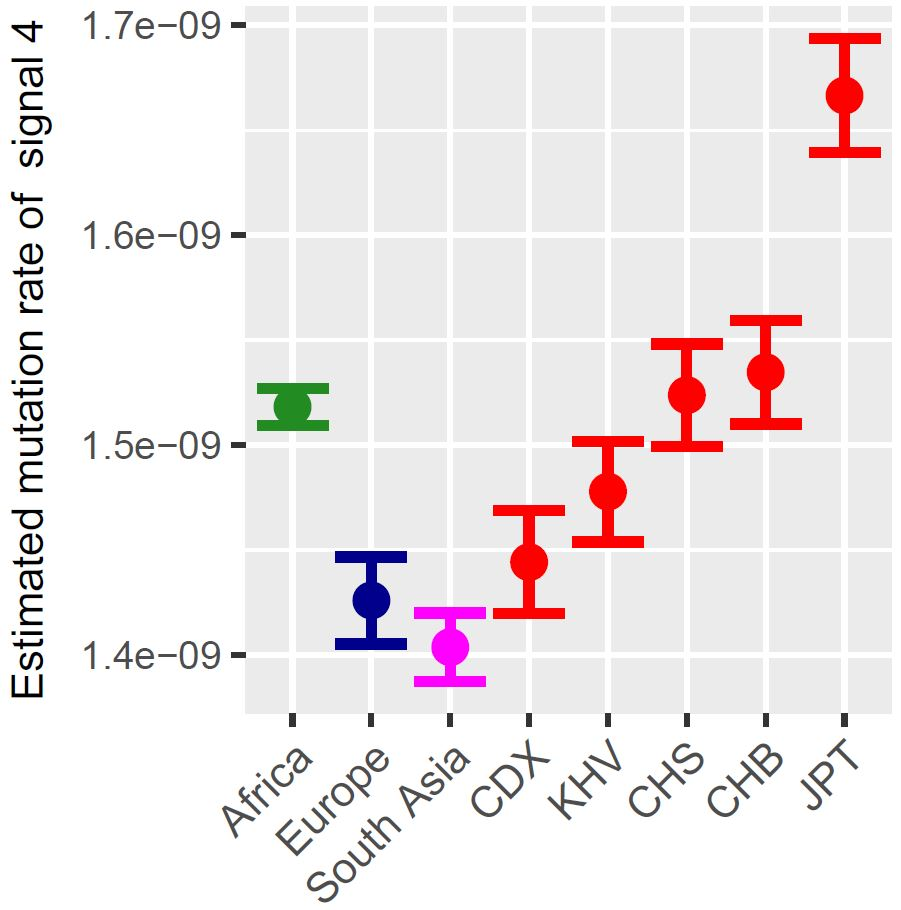 Estimated mutation rate of signal 4
1.7e−09
1.6e−09
1.5e−09
1.4e−09
Africa
Europe
South Asia
CDX
KHV
CHS
CHB
JPT